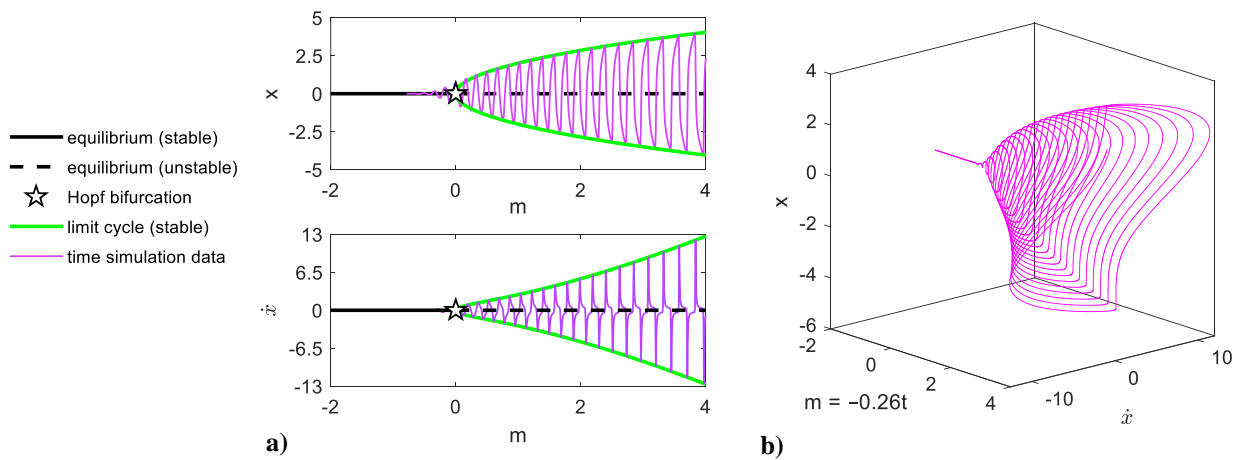 equilibrium (stable)
equilibrium (unstable)
Hopf bifurcation
limit cycle (stable)
time simulation data
5
2.5
0
-2.5
-5
x
-2 0 2 4
m
13
6.5
0
-6.5
-13
ẋ
-2 0 2 4
m
a)
4
2
0
-2
-4
-6
x
-2 0 2 4
m = −0.26t
-10 0 10
ẋ
b)